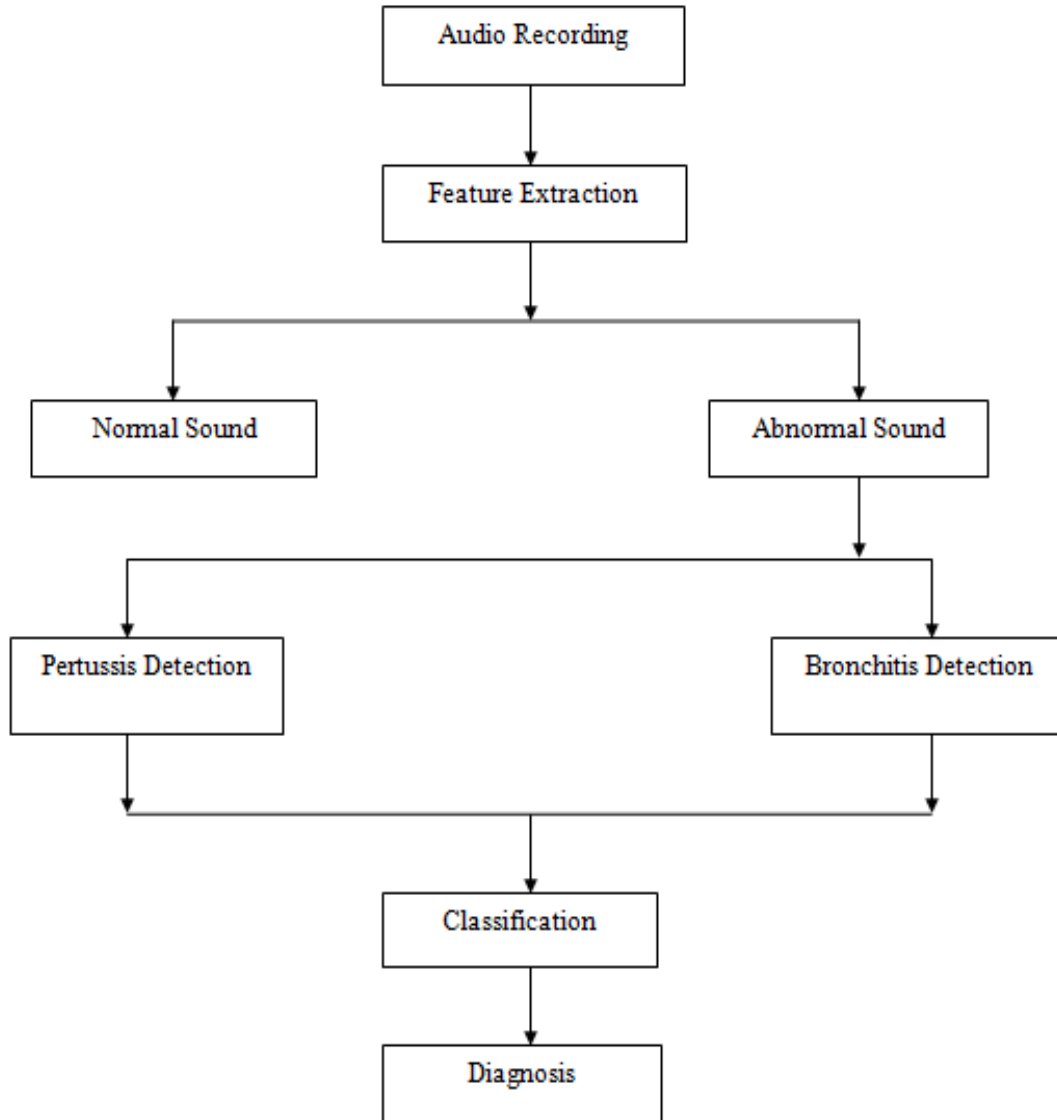 Audio Recording
Feature Extraction
Normal Sound
Abnormal Sound
Pertussis Detection
Bronchitis Detection
Classification
Diagnosis